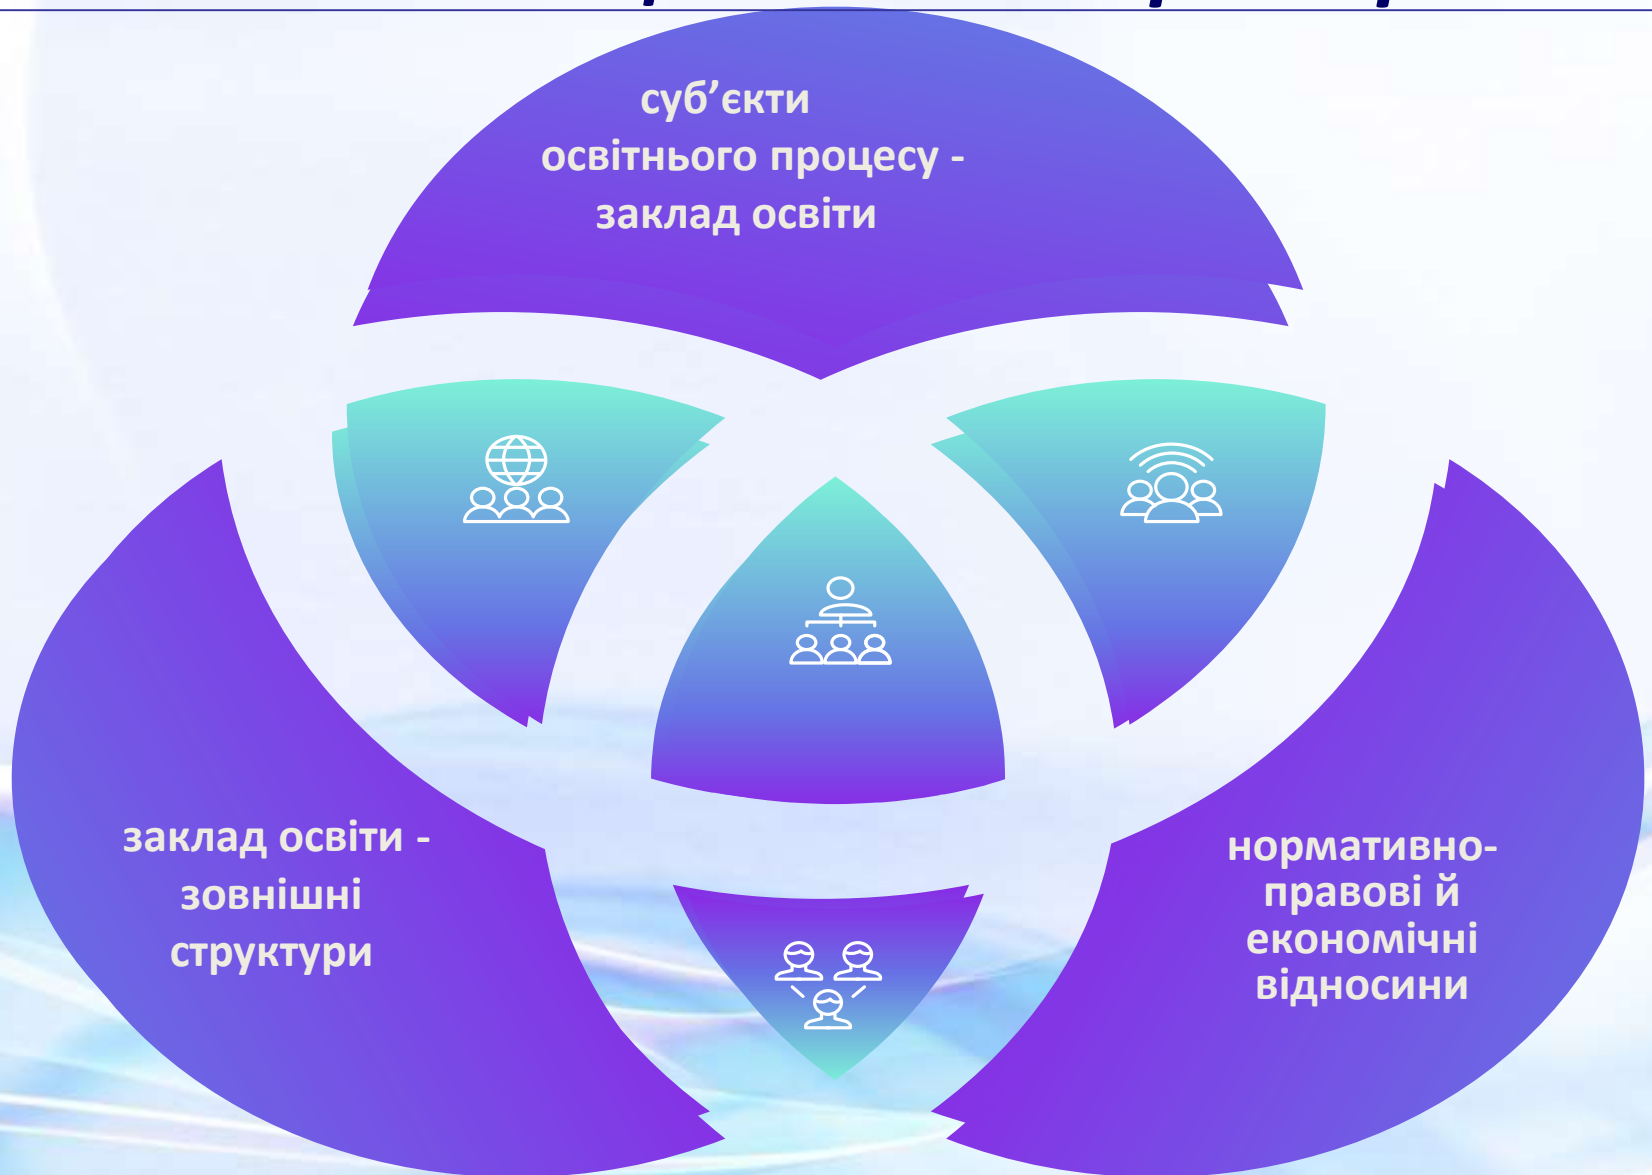 суб’єкти
освітнього процесу -
заклад освіти
заклад освіти -
зовнішні
структури
нормативно-
правові й
економічні
відносини